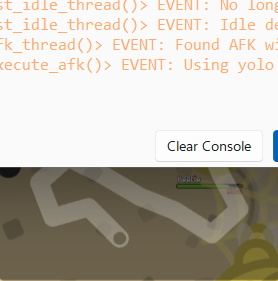 st_idle_thread()> EVENT: No long
st_idle_thread()> EVENT: Idle de
fk_thread()> EVENT: Found AFK wi
xecute_afk()> EVENT: Using yolo
Clear Console